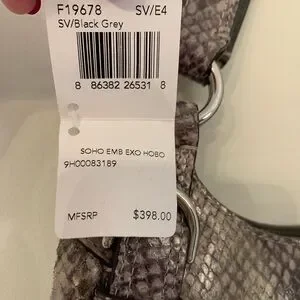 F19678 SV/E4
SV/Black Grey
8 86382 26531 8
SOHO EMB EXO HOBO
9H00083189
MFSRP $398.00